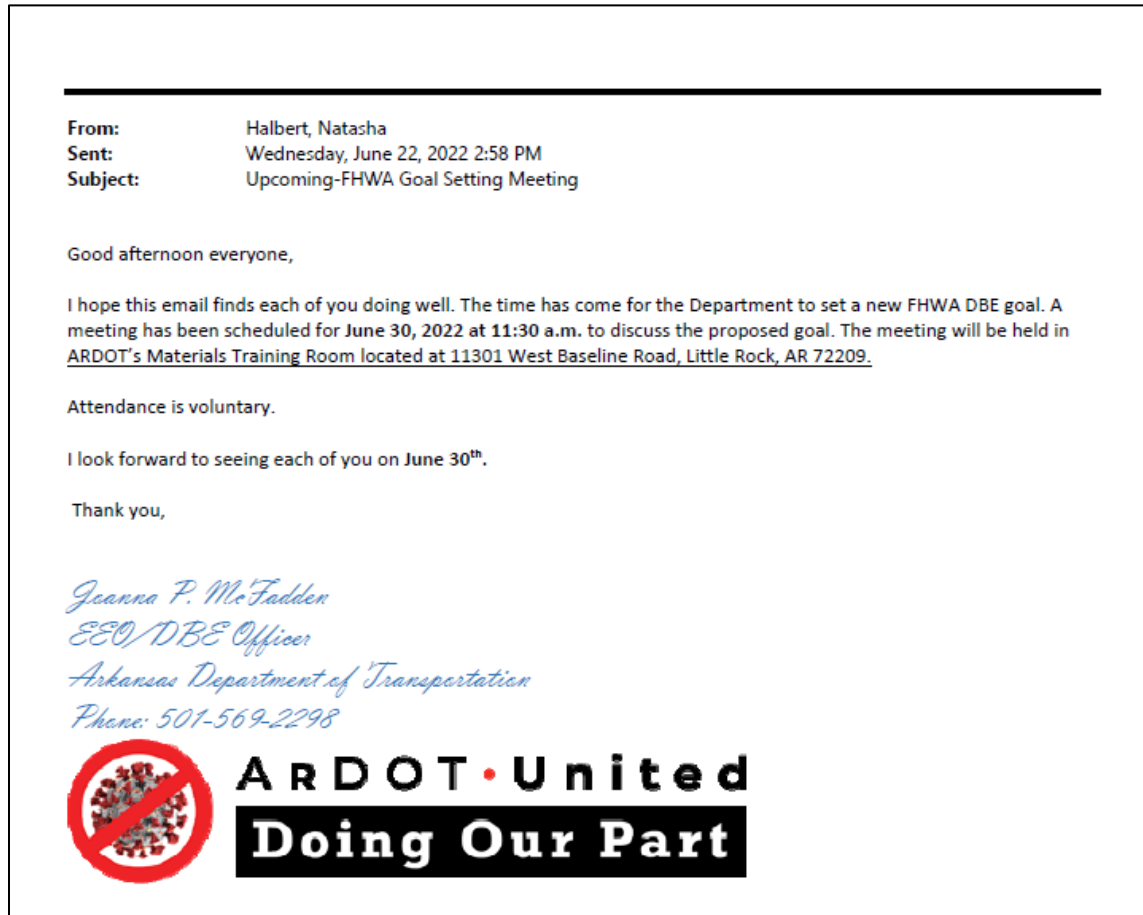 From: Halbert, Natasha
Sent: Wednesday, June 22, 2022 2:58 PM
Subject: Upcoming-FHWA Goal Setting Meeting
Good afternoon everyone,
I hope this email finds each of you doing well. The time has come for the Department to set a new FHWA DBE goal. A
meeting has been scheduled for June 30, 2022 at 11:30 a.m. to discuss the proposed goal. The meeting will be held in
ARDOT's Materials Training Room located at 11301 West Baseline Road, Little Rock, AR 72209.
Attendance is voluntary.
I look forward to seeing each of you on June 30th.
Thank you,
Joanna P. McFadden
EEO/DBE Officer
Arkansas Department of Transportation
Phone: 501-569-2298
ARDOT•United
Doing Our Part